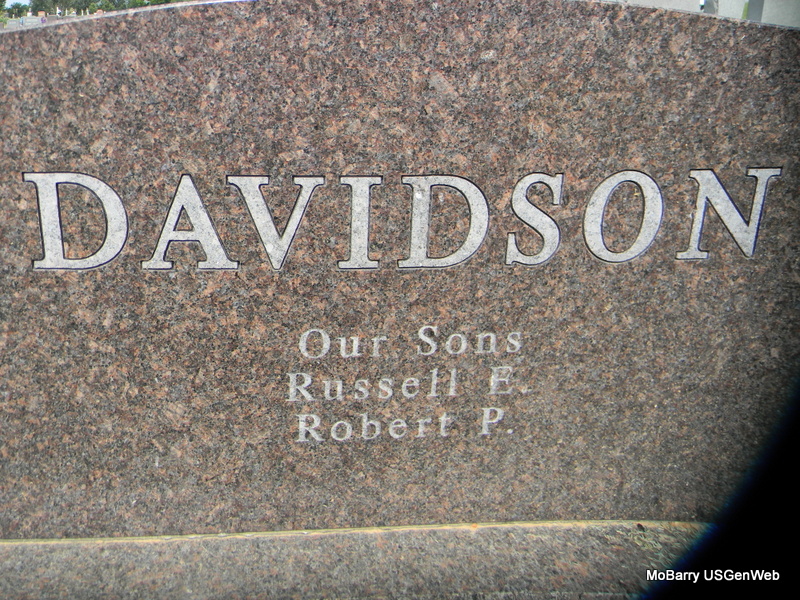 DAVIDSON
Our Sons
Russell E.
Robert P.
MoBarry USGenWeb